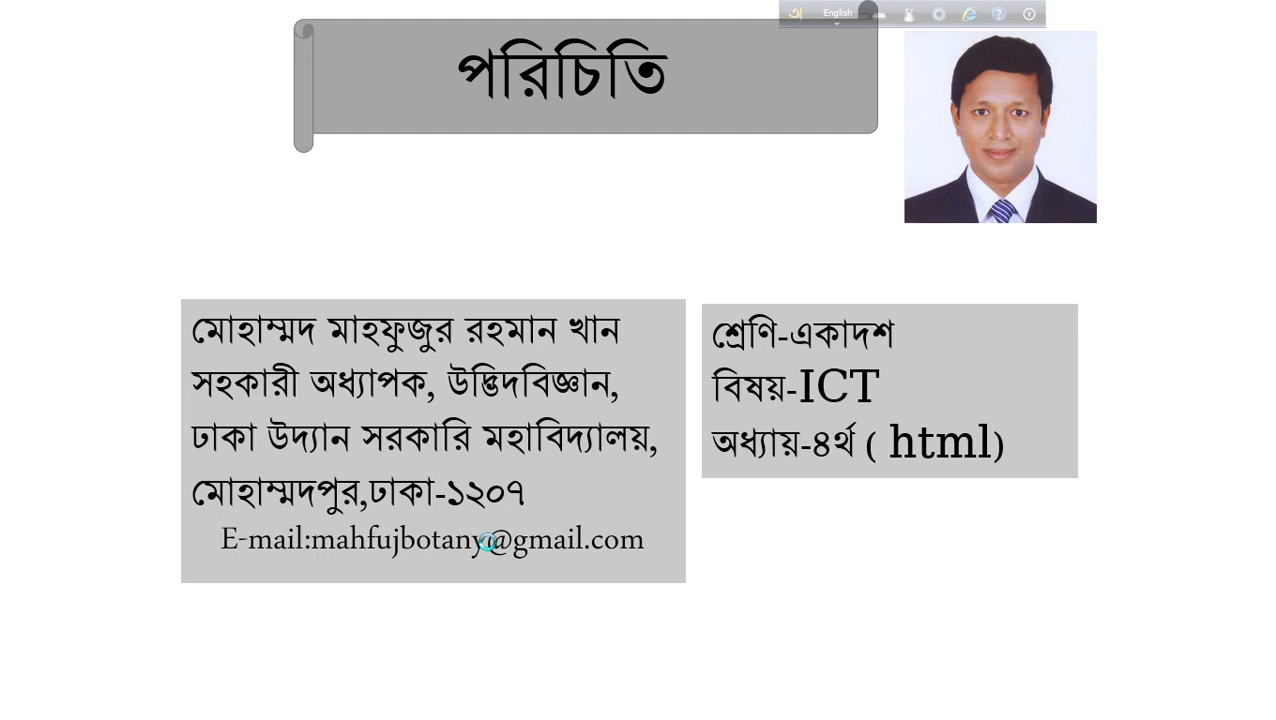 English
পরিচিতি
মোহাম্মদ মাহফুজুর রহমান খান
সহকারী অধ্যাপক, উদ্ভিদবিজ্ঞান,
ঢাকা উদ্যান সরকারি মহাবিদ্যালয়,
মোহাম্মদপুর,ঢাকা-১২০৭
E-mail:mahfujbotany@gmail.com
শ্রেণি-একাদশ
বিষয়-ICT
অধ্যায়-৪র্থ ( html)